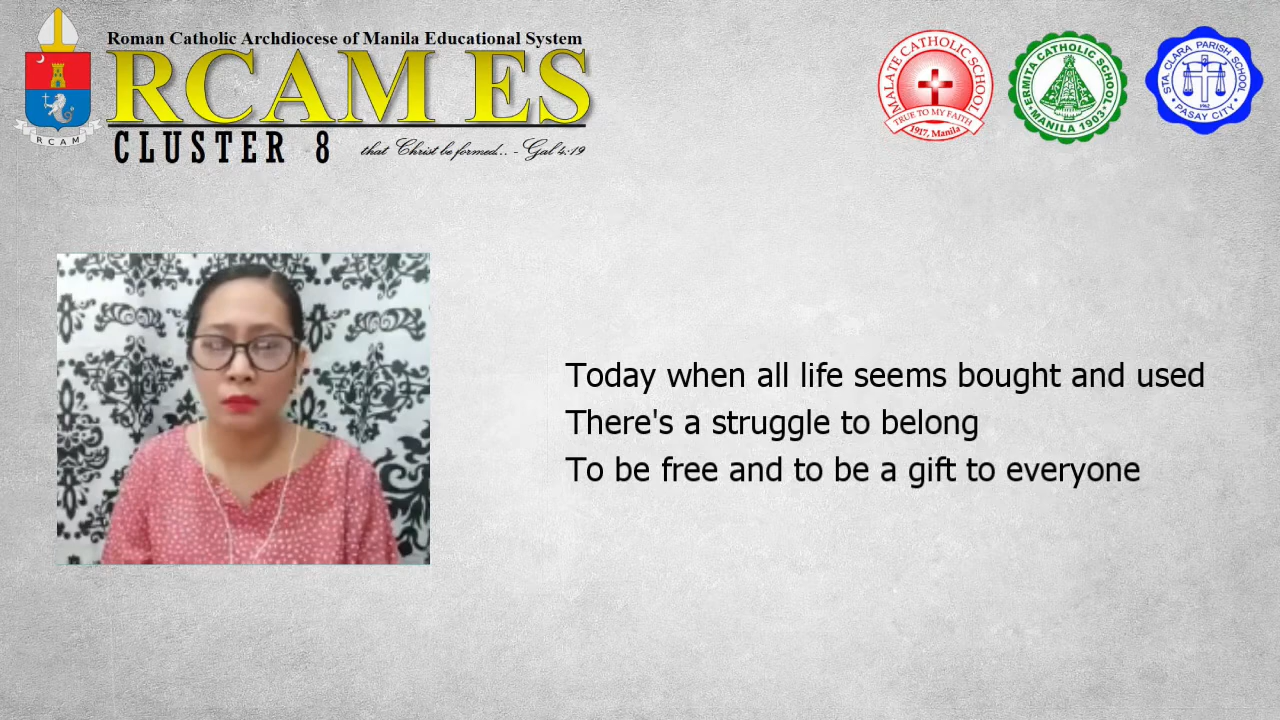 Roman Catholic Archdiocese of Manila Educational System
RCAM ES
CLUSTER 8
that Christ be formed... - Gal 4:19
RCAM
MALATE CATHOLIC SCHOOL
TRUE TO MY FAITH
1917, Manila
ERMITA CATHOLIC SCHOOL
MANILA 1903
STA CLARA PARISH SCHOOL
1962
PASAY CITY
Today when all life seems bought and used
There's a struggle to belong
To be free and to be a gift to everyone